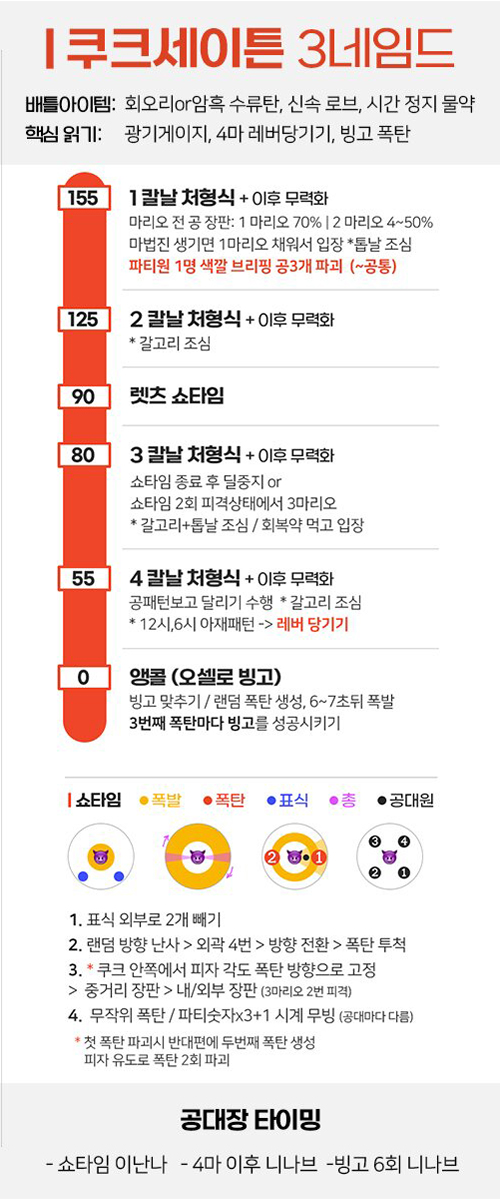 | 쿠크세이튼 3네임드
배틀아이템: 회오리or암흑 수류탄, 신속 로브, 시간 정지 물약
핵심 읽기: 광기게이지, 4마 레버당기기, 빙고 폭탄
155 1 칼날 처형식 + 이후 무력화
마리오 전 공 장판: 1 마리오 70% | 2 마리오 4~50%
마법진 생기면 1마리오 채워서 입장 *톱날 조심
파티원 1명 색깔 브리핑 공3개 파괴 (~공통)
125 2 칼날 처형식 + 이후 무력화
* 갈고리 조심
90 렛츠 쇼타임
80 3 칼날 처형식 + 이후 무력화
쇼타임 종료 후 딜중지 or
쇼타임 2회 피격상태에서 3마리오
* 갈고리+톱날 조심 / 회복약 먹고 입장
55 4 칼날 처형식 + 이후 무력화
공패턴보고 달리기 수행 * 갈고리 조심
* 12시,6시 아재패턴 -> 레버 당기기
0 앵콜 (오셀로 빙고)
빙고 맞추기 / 랜덤 폭탄 생성, 6~7초뒤 폭발
3번째 폭탄마다 빙고를 성공시키기
| 쇼타임 ●폭발 ●폭탄 ●표식 ●총 ●공대원
2 1
3 4
2 1
1. 표식 외부로 2개 빼기
2. 랜덤 방향 난사 > 외곽 4번 > 방향 전환 > 폭탄 투척
3. * 쿠크 안쪽에서 피자 각도 폭탄 방향으로 고정
> 중거리 장판 > 내/외부 장판 (3마리오 2번 피격)
4. 무작위 폭탄 / 파티숫자x3+1 시계 무빙 (공대마다 다름)
* 첫 폭탄 파괴시 반대편에 두번째 폭탄 생성
피자 유도로 폭탄 2회 파괴
공대장 타이밍
- 쇼타임 이난나 - 4마 이후 니나브 -빙고 6회 니나브